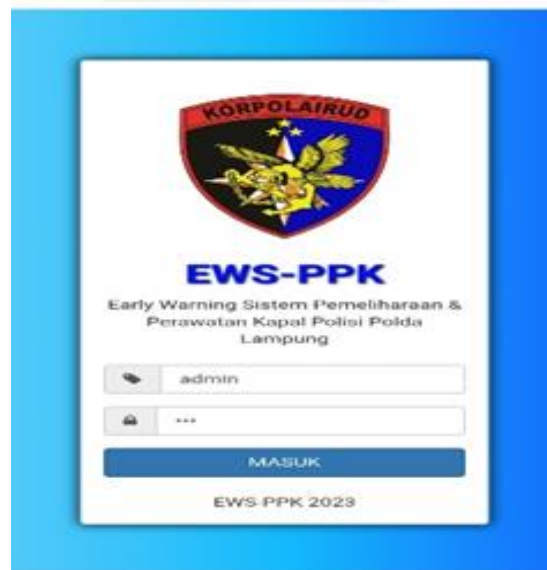 KORPOLAIRUD
EWS-PPK
Early Warning Sistem Pemeliharaan &
Perawatan Kapal Polisi Polda
Lampung
admin
•••
MASUK
EWS-PPK 2023